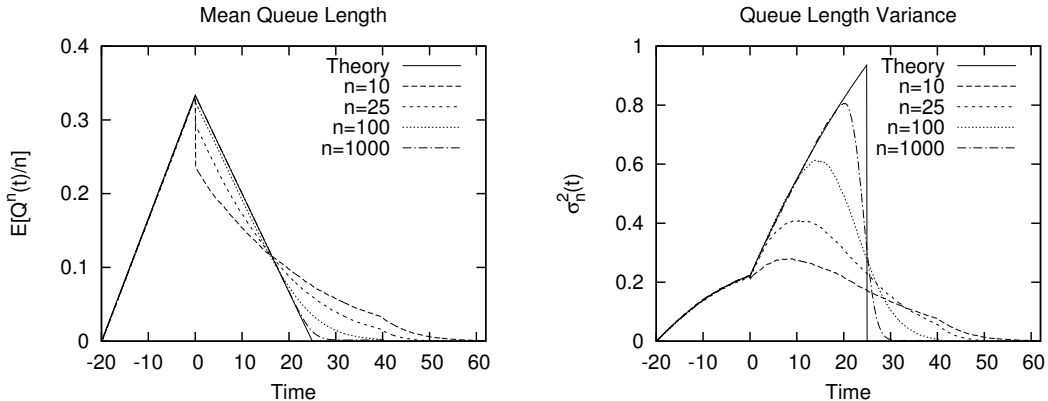 Mean Queue Length
E[Q^n(t)/n]
0.4
0.3
0.2
0.1
0
Theory
n=10
n=25
n=100
n=1000
-20 -10 0 10 20 30 40 50 60
Time
Queue Length Variance
σ_n^2(t)
1
0.8
0.6
0.4
0.2
0
Theory
n=10
n=25
n=100
n=1000
-20 -10 0 10 20 30 40 50 60
Time